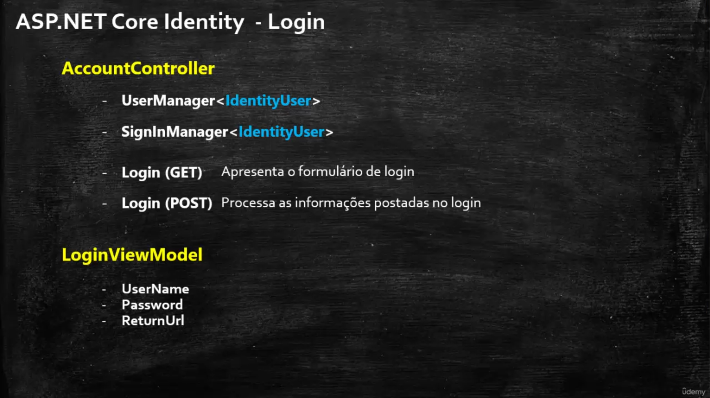 ASP.NET Core Identity - Login
AccountController
- UserManager<IdentityUser>
- SignInManager<IdentityUser>
- Login (GET) Apresenta o formulário de login
- Login (POST) Processa as informações postadas no login
LoginViewModel
- UserName
- Password
- ReturnUrl
ûdemy